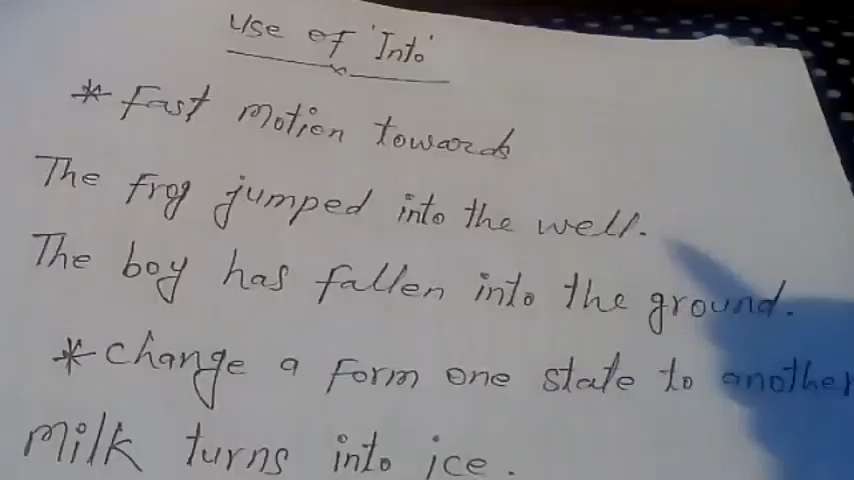 Use of 'Into'
* Fast Motion towards
The frog jumped into the well.
The boy has fallen into the ground.
* Change a form one state to another
Milk turns into ice.